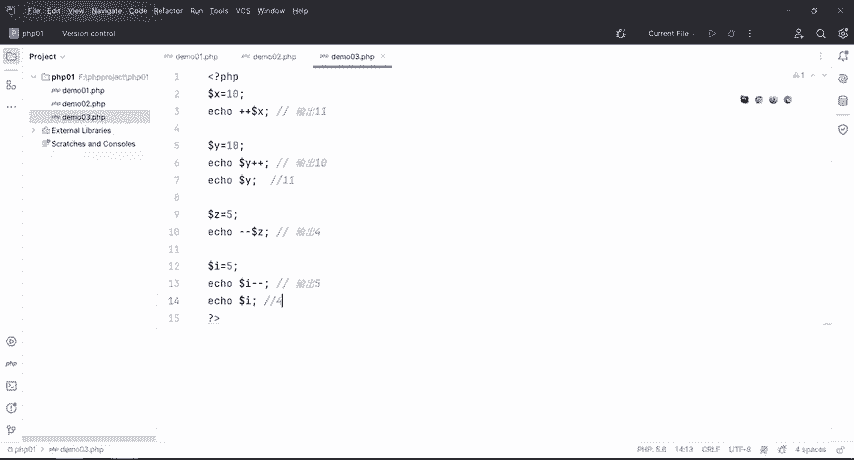 File Edit View Navigate Code Refactor Run Tools VCS Window Help
P php01 Version control Current File
Project
demo01.php demo02.php demo03.php
php01 F:\phpproject\php01
demo01.php
demo02.php
demo03.php
External Libraries
Scratches and Consoles
1 <?php
2 $x=10;
3 echo ++$x; // 输出11
4
5 $y=10;
6 echo $y++; // 输出10
7 echo $y; //11
8
9 $z=5;
10 echo --$z; // 输出4
11
12 $i=5;
13 echo $i--; // 输出5
14 echo $i; //4
15 ?>
1
php
php01 > demo03.php
PHP: 5.6 14:13 CRLF UTF-8 4 spaces